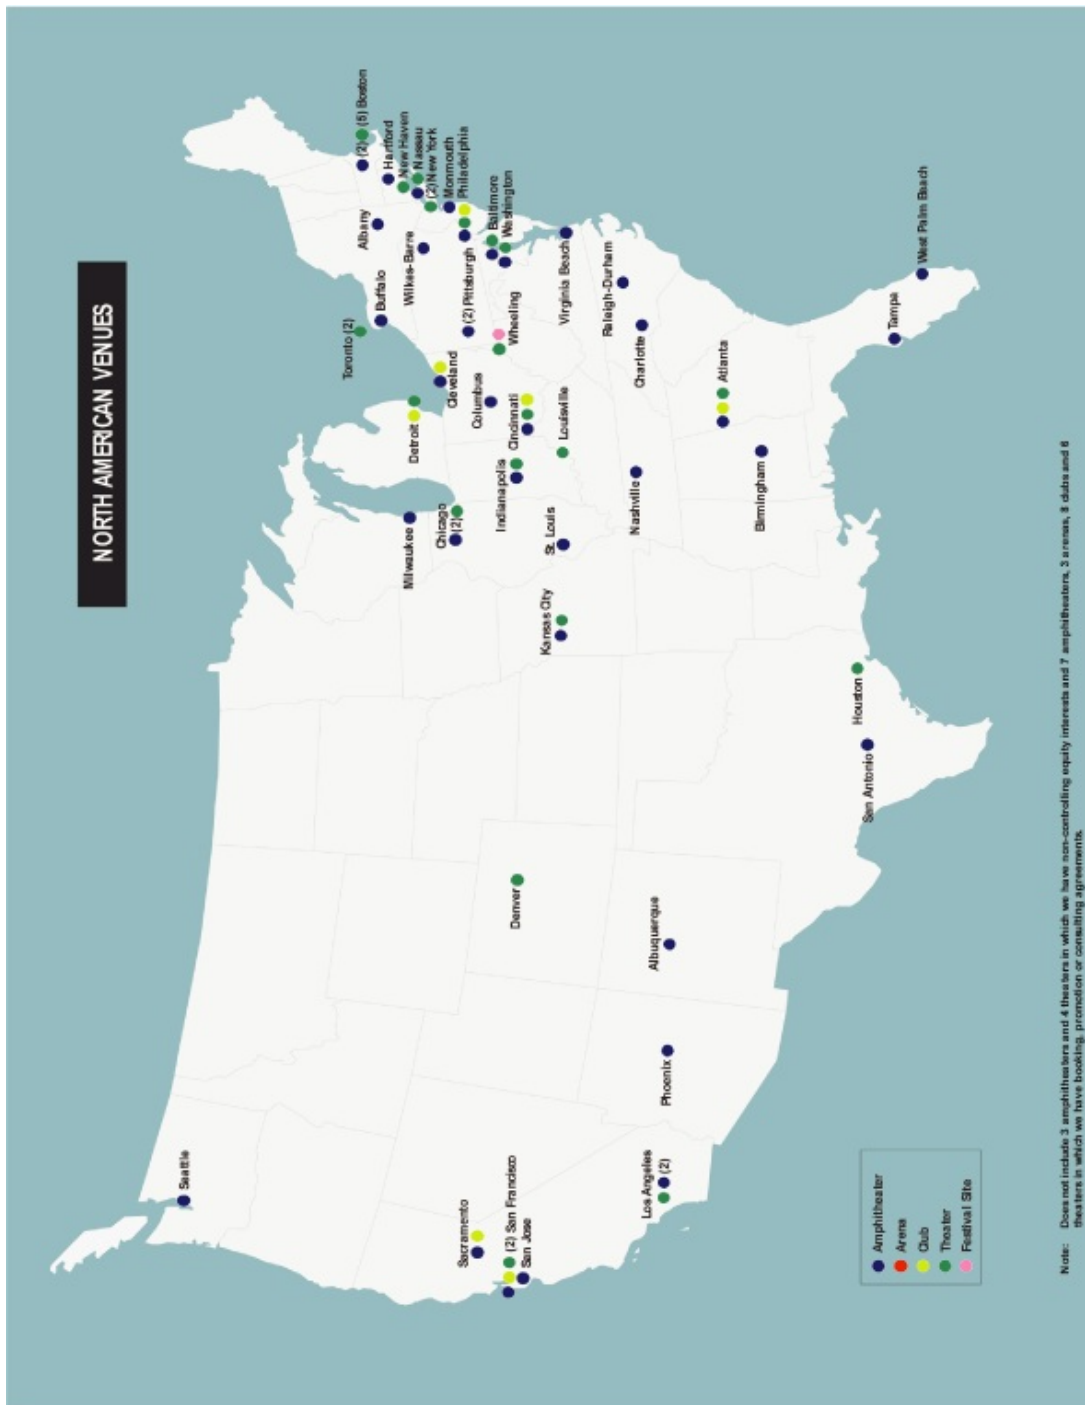 NORTH AMERICAN VENUES
Seattle
Sacramento
(2) San Francisco
San Jose
Los Angeles
(2)
Phoenix
Albuquerque
Denver
San Antonio
Houston
Kansas City
St. Louis
Milwaukee
Chicago
(2)
Indianapolis
Detroit
Cleveland
Columbus
Cincinnati
Louisville
Nashville
Birmingham
Atlanta
Charlotte
Raleigh-Durham
Virginia Beach
Tampa
West Palm Beach
Toronto (2)
Buffalo
Albany
Wilkes-Barre
(2) Pittsburgh
Wheeling
(2) (5) Boston
Hartford
New Haven
Nassau
(2) New York
Monmouth
Philadelphia
Baltimore
Washington
Amphitheater
Arena
Club
Theater
Festival Site
Note: Does not include 3 amphitheaters and 4 theaters in which we have non-controlling equity interests and 7 amphitheaters, 3 arenas, 8 clubs and 6
theaters in which we have booking, promotion or consulting agreements.